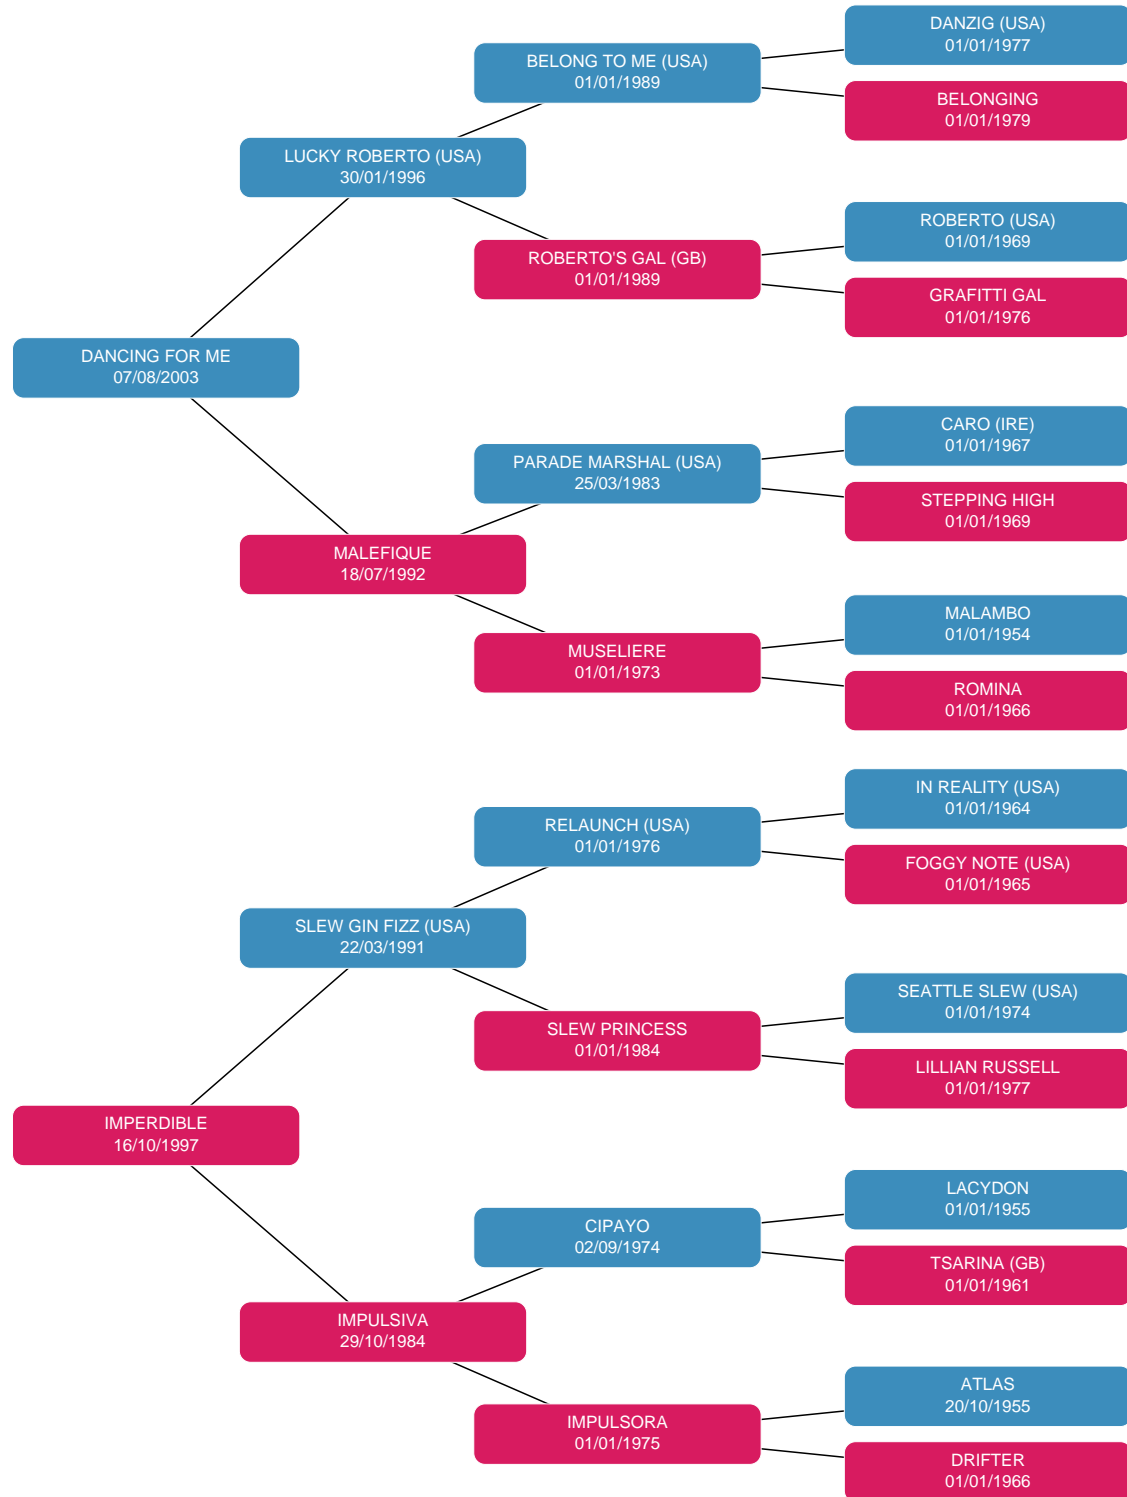 DANZIG (USA)
01/01/1977
BELONG TO ME (USA)
01/01/1989
BELONGING
01/01/1979
LUCKY ROBERTO (USA)
30/01/1996
ROBERTO (USA)
01/01/1969
ROBERTO'S GAL (GB)
01/01/1989
GRAFITTI GAL
01/01/1976
DANCING FOR ME
07/08/2003
CARO (IRE)
01/01/1967
PARADE MARSHAL (USA)
25/03/1983
STEPPING HIGH
01/01/1969
MALEFIQUE
18/07/1992
MALAMBO
01/01/1954
MUSELIERE
01/01/1973
ROMINA
01/01/1966
IN REALITY (USA)
01/01/1964
RELAUNCH (USA)
01/01/1976
FOGGY NOTE (USA)
01/01/1965
SLEW GIN FIZZ (USA)
22/03/1991
SEATTLE SLEW (USA)
01/01/1974
SLEW PRINCESS
01/01/1984
LILLIAN RUSSELL
01/01/1977
IMPERDIBLE
16/10/1997
LACYDON
01/01/1955
CIPAYO
02/09/1974
TSARINA (GB)
01/01/1961
IMPULSIVA
29/10/1984
ATLAS
20/10/1955
IMPULSORA
01/01/1975
DRIFTER
01/01/1966